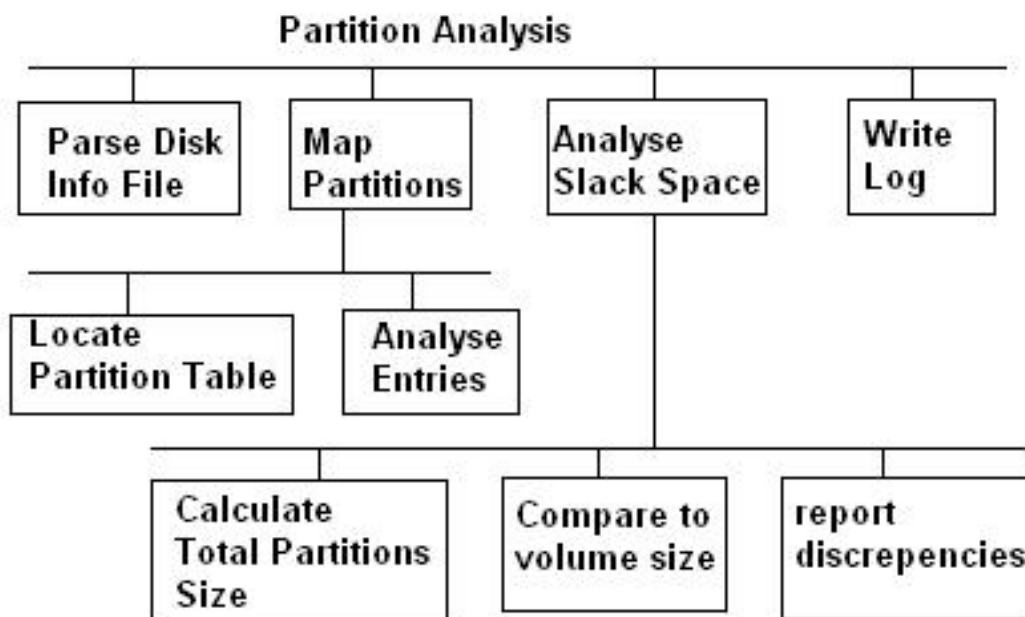 Partition Analysis
Parse Disk
Info File
Map
Partitions
Analyse
Slack Space
Write
Log
Locate
Partition Table
Analyse
Entries
Calculate
Total Partitions
Size
Compare to
volume size
report
discrepencies